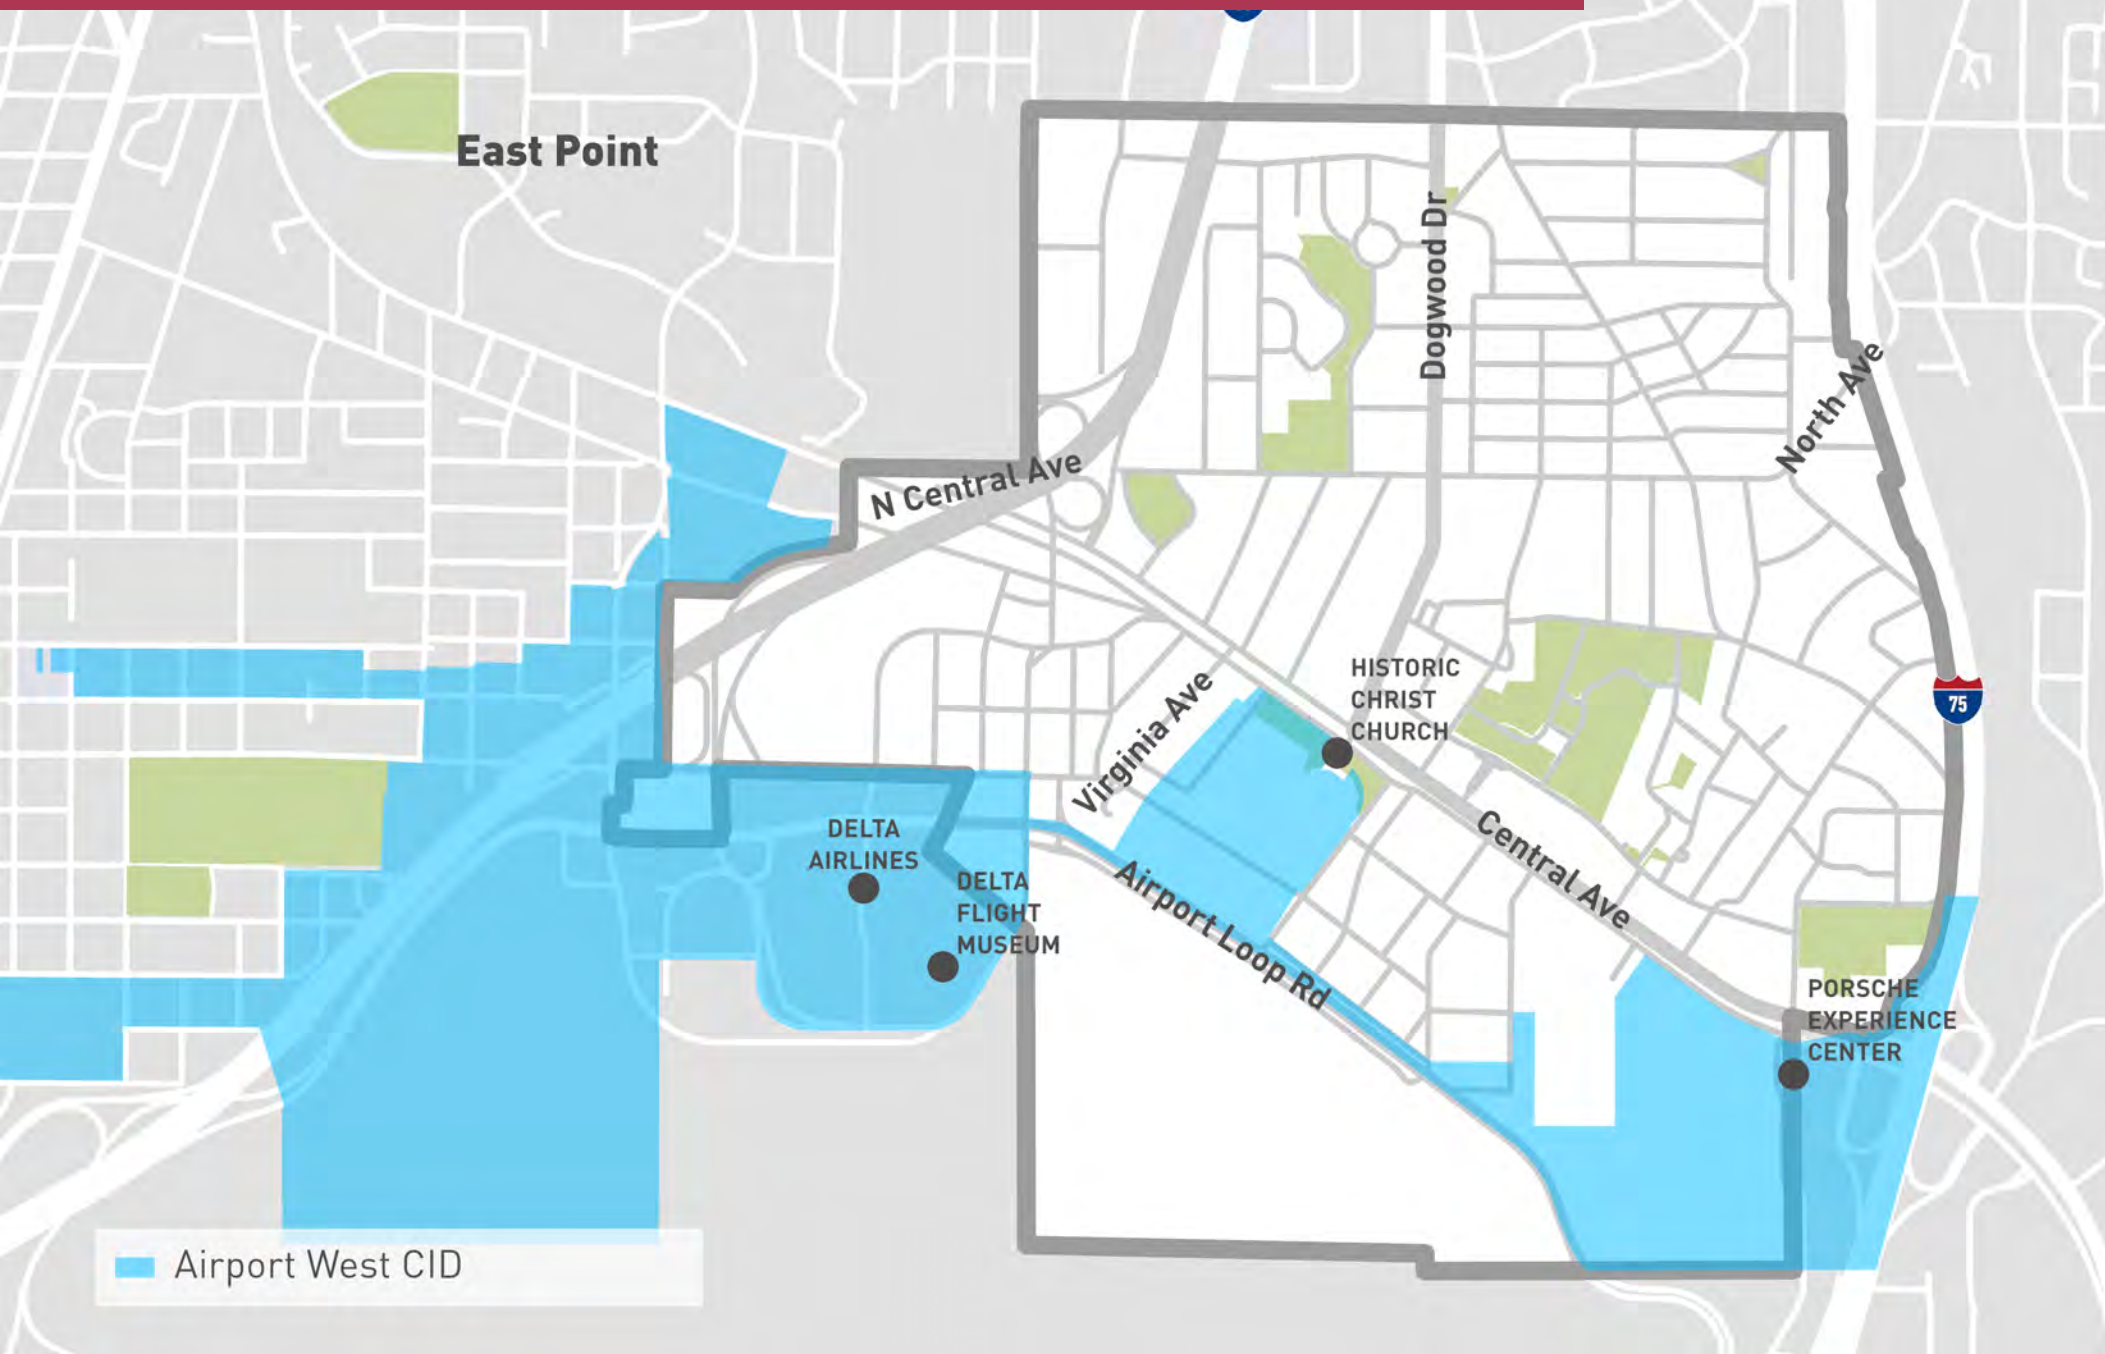 East Point
Dogwood Dr
North Ave
N Central Ave
HISTORIC
CHRIST
CHURCH
75
Virginia Ave
DELTA
AIRLINES
DELTA
FLIGHT
MUSEUM
Central Ave
Airport Loop Rd
PORSCHE
EXPERIENCE
CENTER
Airport West CID